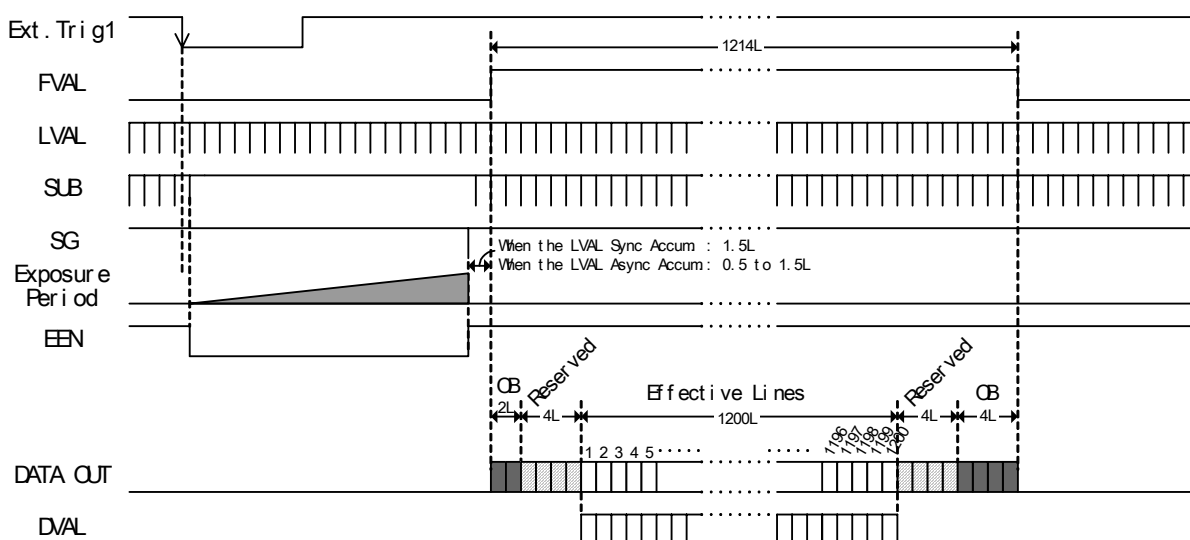 Ext.Trig1
1214L
FVAL
LVAL
SUB
SG
When the LVAL Sync Accum : 1.5L
When the LVAL Async Accum : 0.5 to 1.5L
Exposure
Period
EEN
OB
2L
Reserved
4L
Effective Lines
1200L
Reserved
4L
OB
4L
1 2 3 4 5
1196
1197
1198
1199
1200
DATA OUT
DVAL